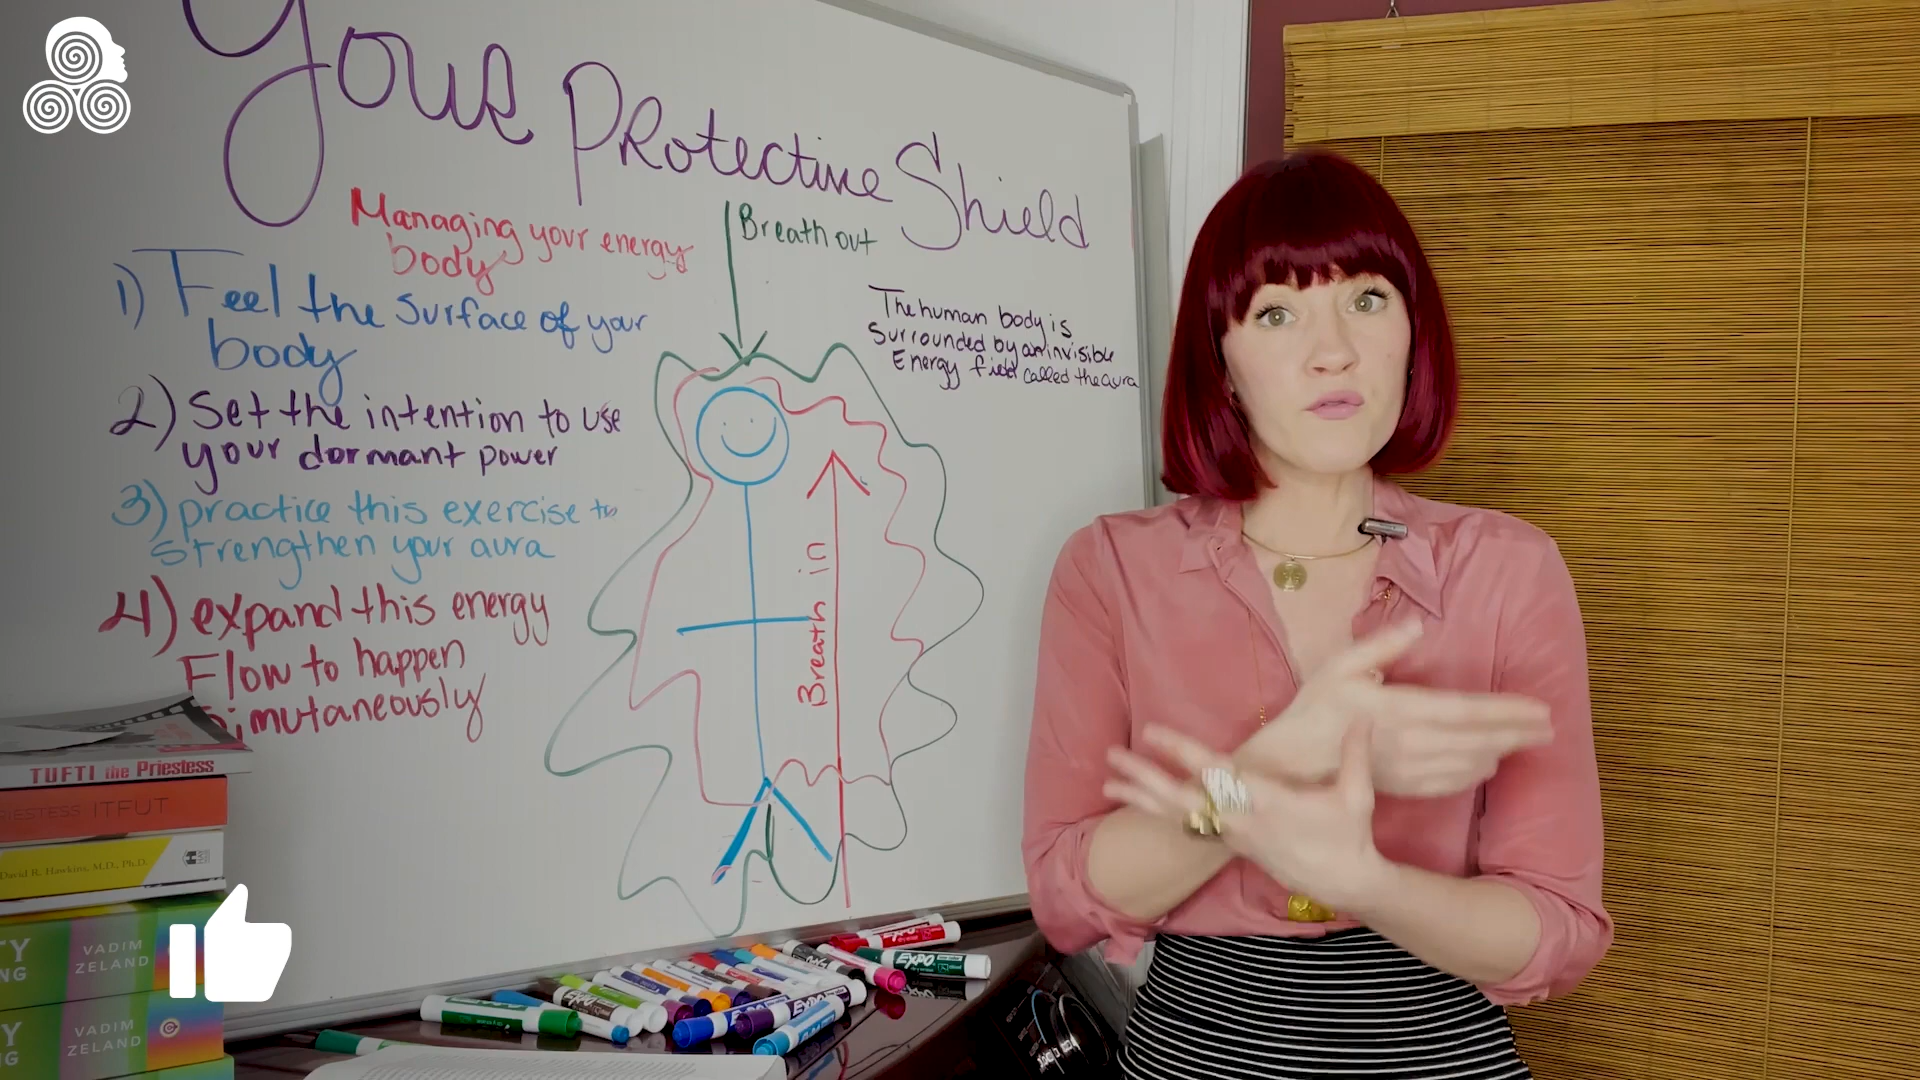 Your Protective Shield
Managing your energy
body
Breath out
1) Feel the surface of your
body
2) Set the intention to use
your dormant power
3) practice this exercise to
strengthen your aura
4) expand this energy
Flow to happen
simutaneously
The human body is
surrounded by an invisible
Energy field called the aura
Breath in
TUFTI the Priestess
PRIESTESS ITFUT
David R. Hawkins, M.D., Ph.D.
VADIM
ZELAND
VADIM
ZELAND
EXPO
EXPO
EXPO
EXPO